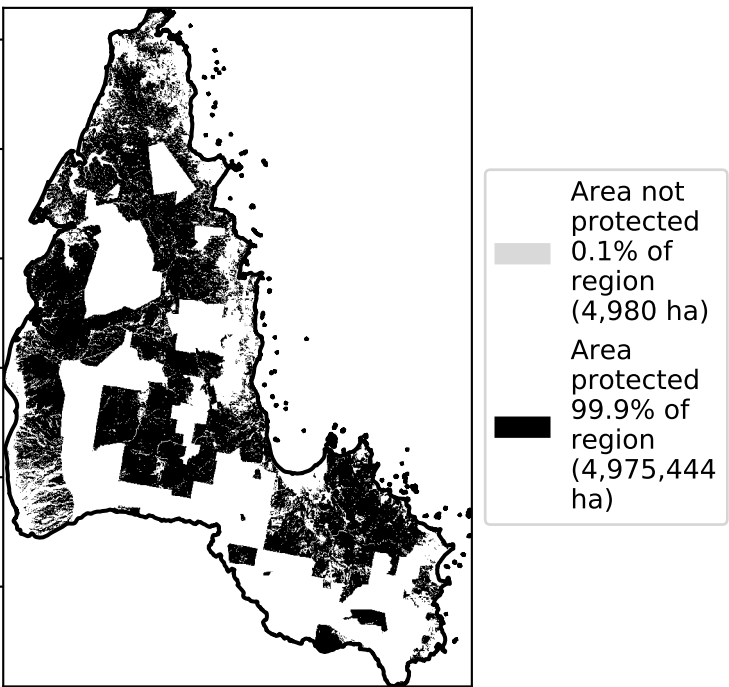 Area not
protected
0.1% of
region
(4,980 ha)
Area
protected
99.9% of
region
(4,975,444
ha)